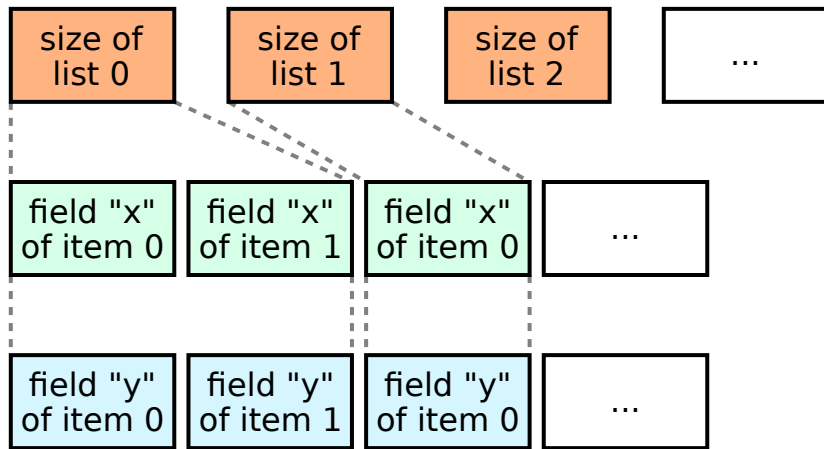 size of
list 0
size of
list 1
size of
list 2
...
field "x"
of item 0
field "x"
of item 1
field "x"
of item 0
...
field "y"
of item 0
field "y"
of item 1
field "y"
of item 0
...